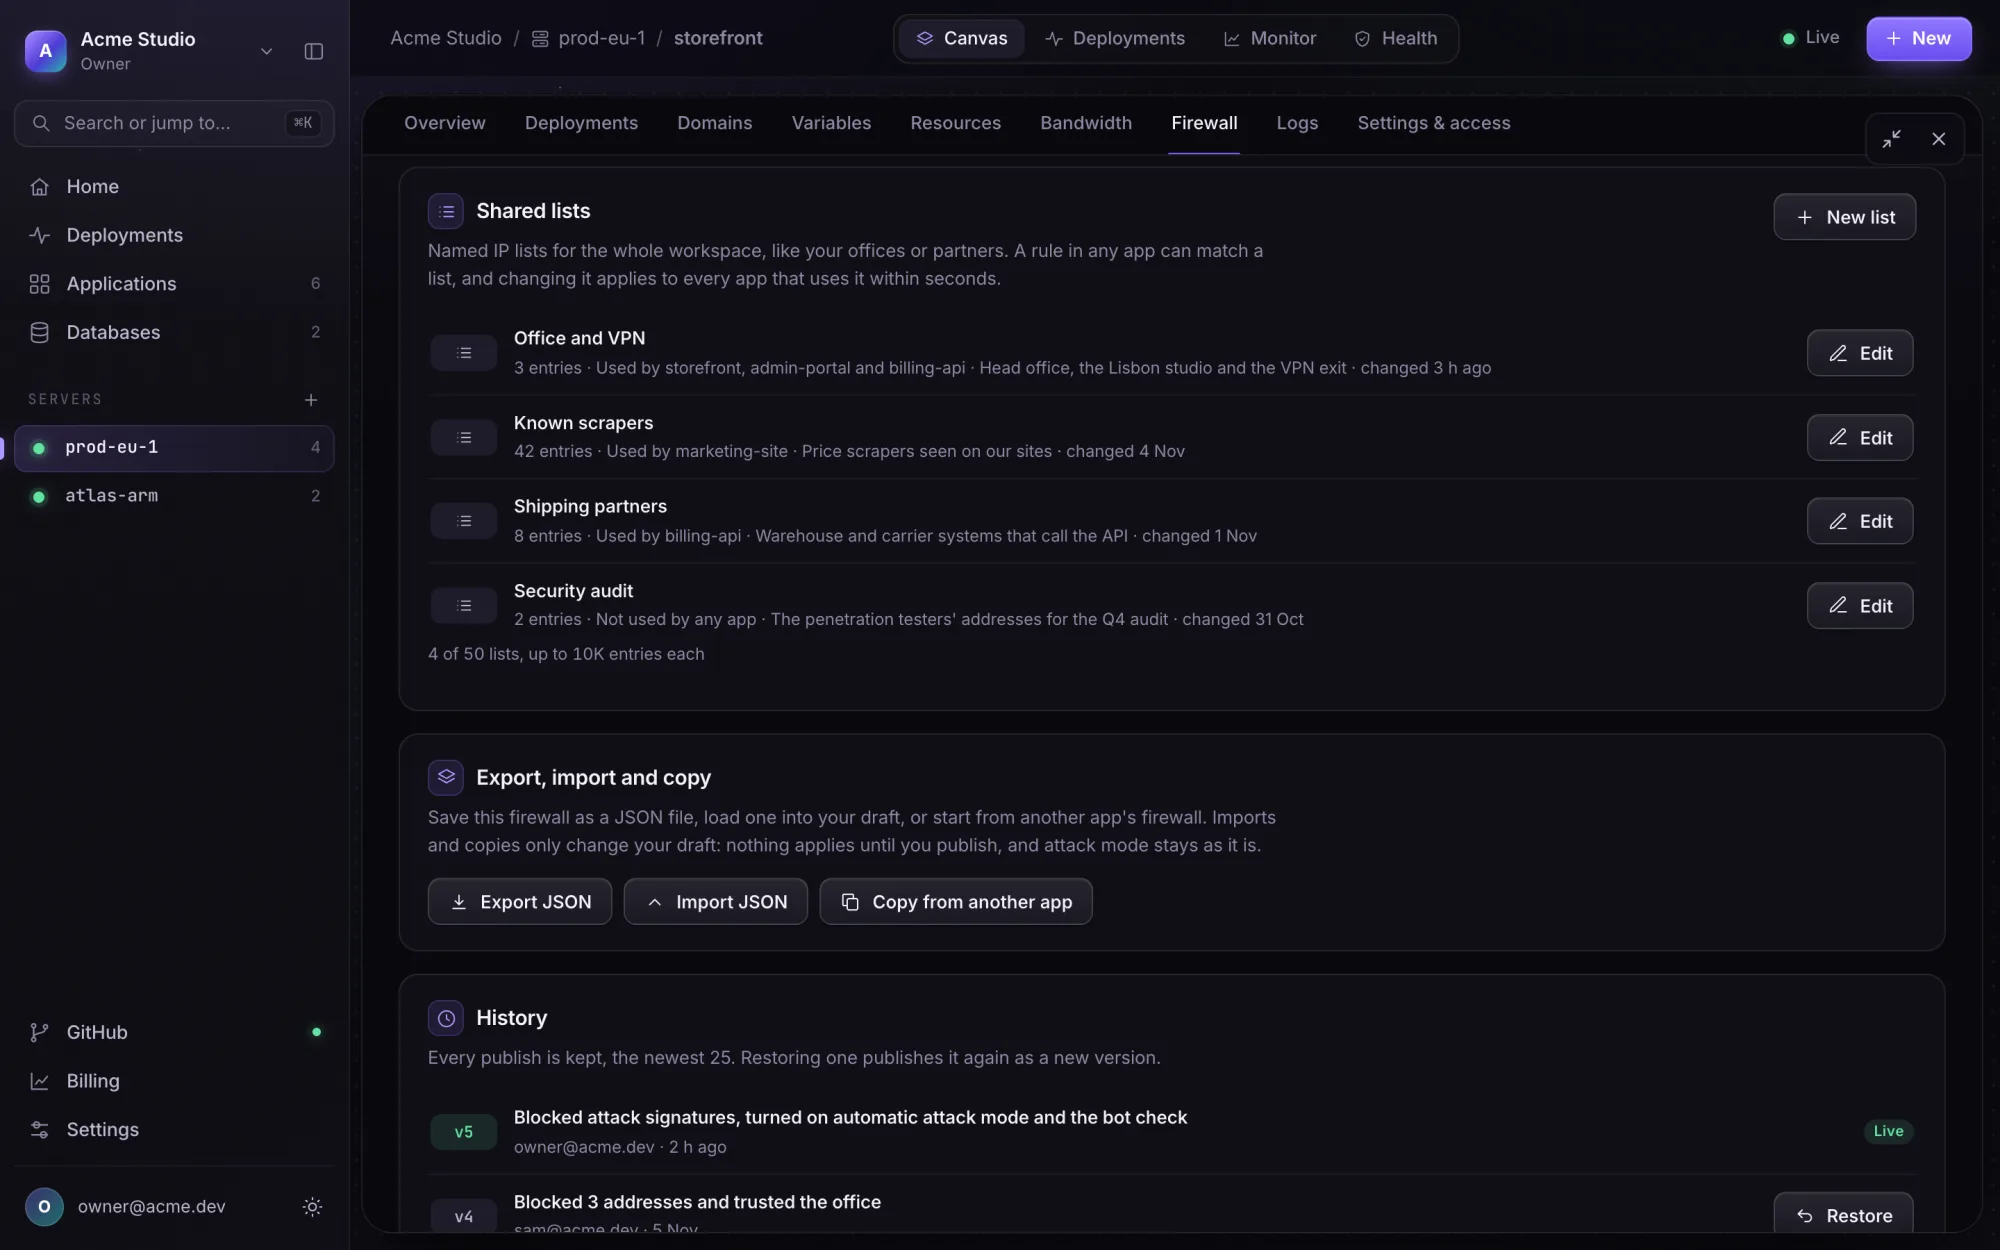 A
Acme Studio
Owner
Search or jump to...
⌘K
Home
Deployments
Applications
6
Databases
2
SERVERS
prod-eu-1
4
atlas-arm
2
GitHub
Billing
Settings
O
owner@acme.dev
Acme Studio / prod-eu-1 / storefront
Canvas
Deployments
Monitor
Health
Live
New
Overview
Deployments
Domains
Variables
Resources
Bandwidth
Firewall
Logs
Settings & access
Shared lists
New list
Named IP lists for the whole workspace, like your offices or partners. A rule in any app can match a
list, and changing it applies to every app that uses it within seconds.
Office and VPN
3 entries · Used by storefront, admin-portal and billing-api · Head office, the Lisbon studio and the VPN exit · changed 3 h ago
Edit
Known scrapers
42 entries · Used by marketing-site · Price scrapers seen on our sites · changed 4 Nov
Edit
Shipping partners
8 entries · Used by billing-api · Warehouse and carrier systems that call the API · changed 1 Nov
Edit
Security audit
2 entries · Not used by any app · The penetration testers' addresses for the Q4 audit · changed 31 Oct
Edit
4 of 50 lists, up to 10K entries each
Export, import and copy
Save this firewall as a JSON file, load one into your draft, or start from another app's firewall. Imports
and copies only change your draft: nothing applies until you publish, and attack mode stays as it is.
Export JSON
Import JSON
Copy from another app
History
Every publish is kept, the newest 25. Restoring one publishes it again as a new version.
v5
Blocked attack signatures, turned on automatic attack mode and the bot check
owner@acme.dev · 2 h ago
Live
v4
Blocked 3 addresses and trusted the office
sam@acme.dev · 5 Nov
Restore